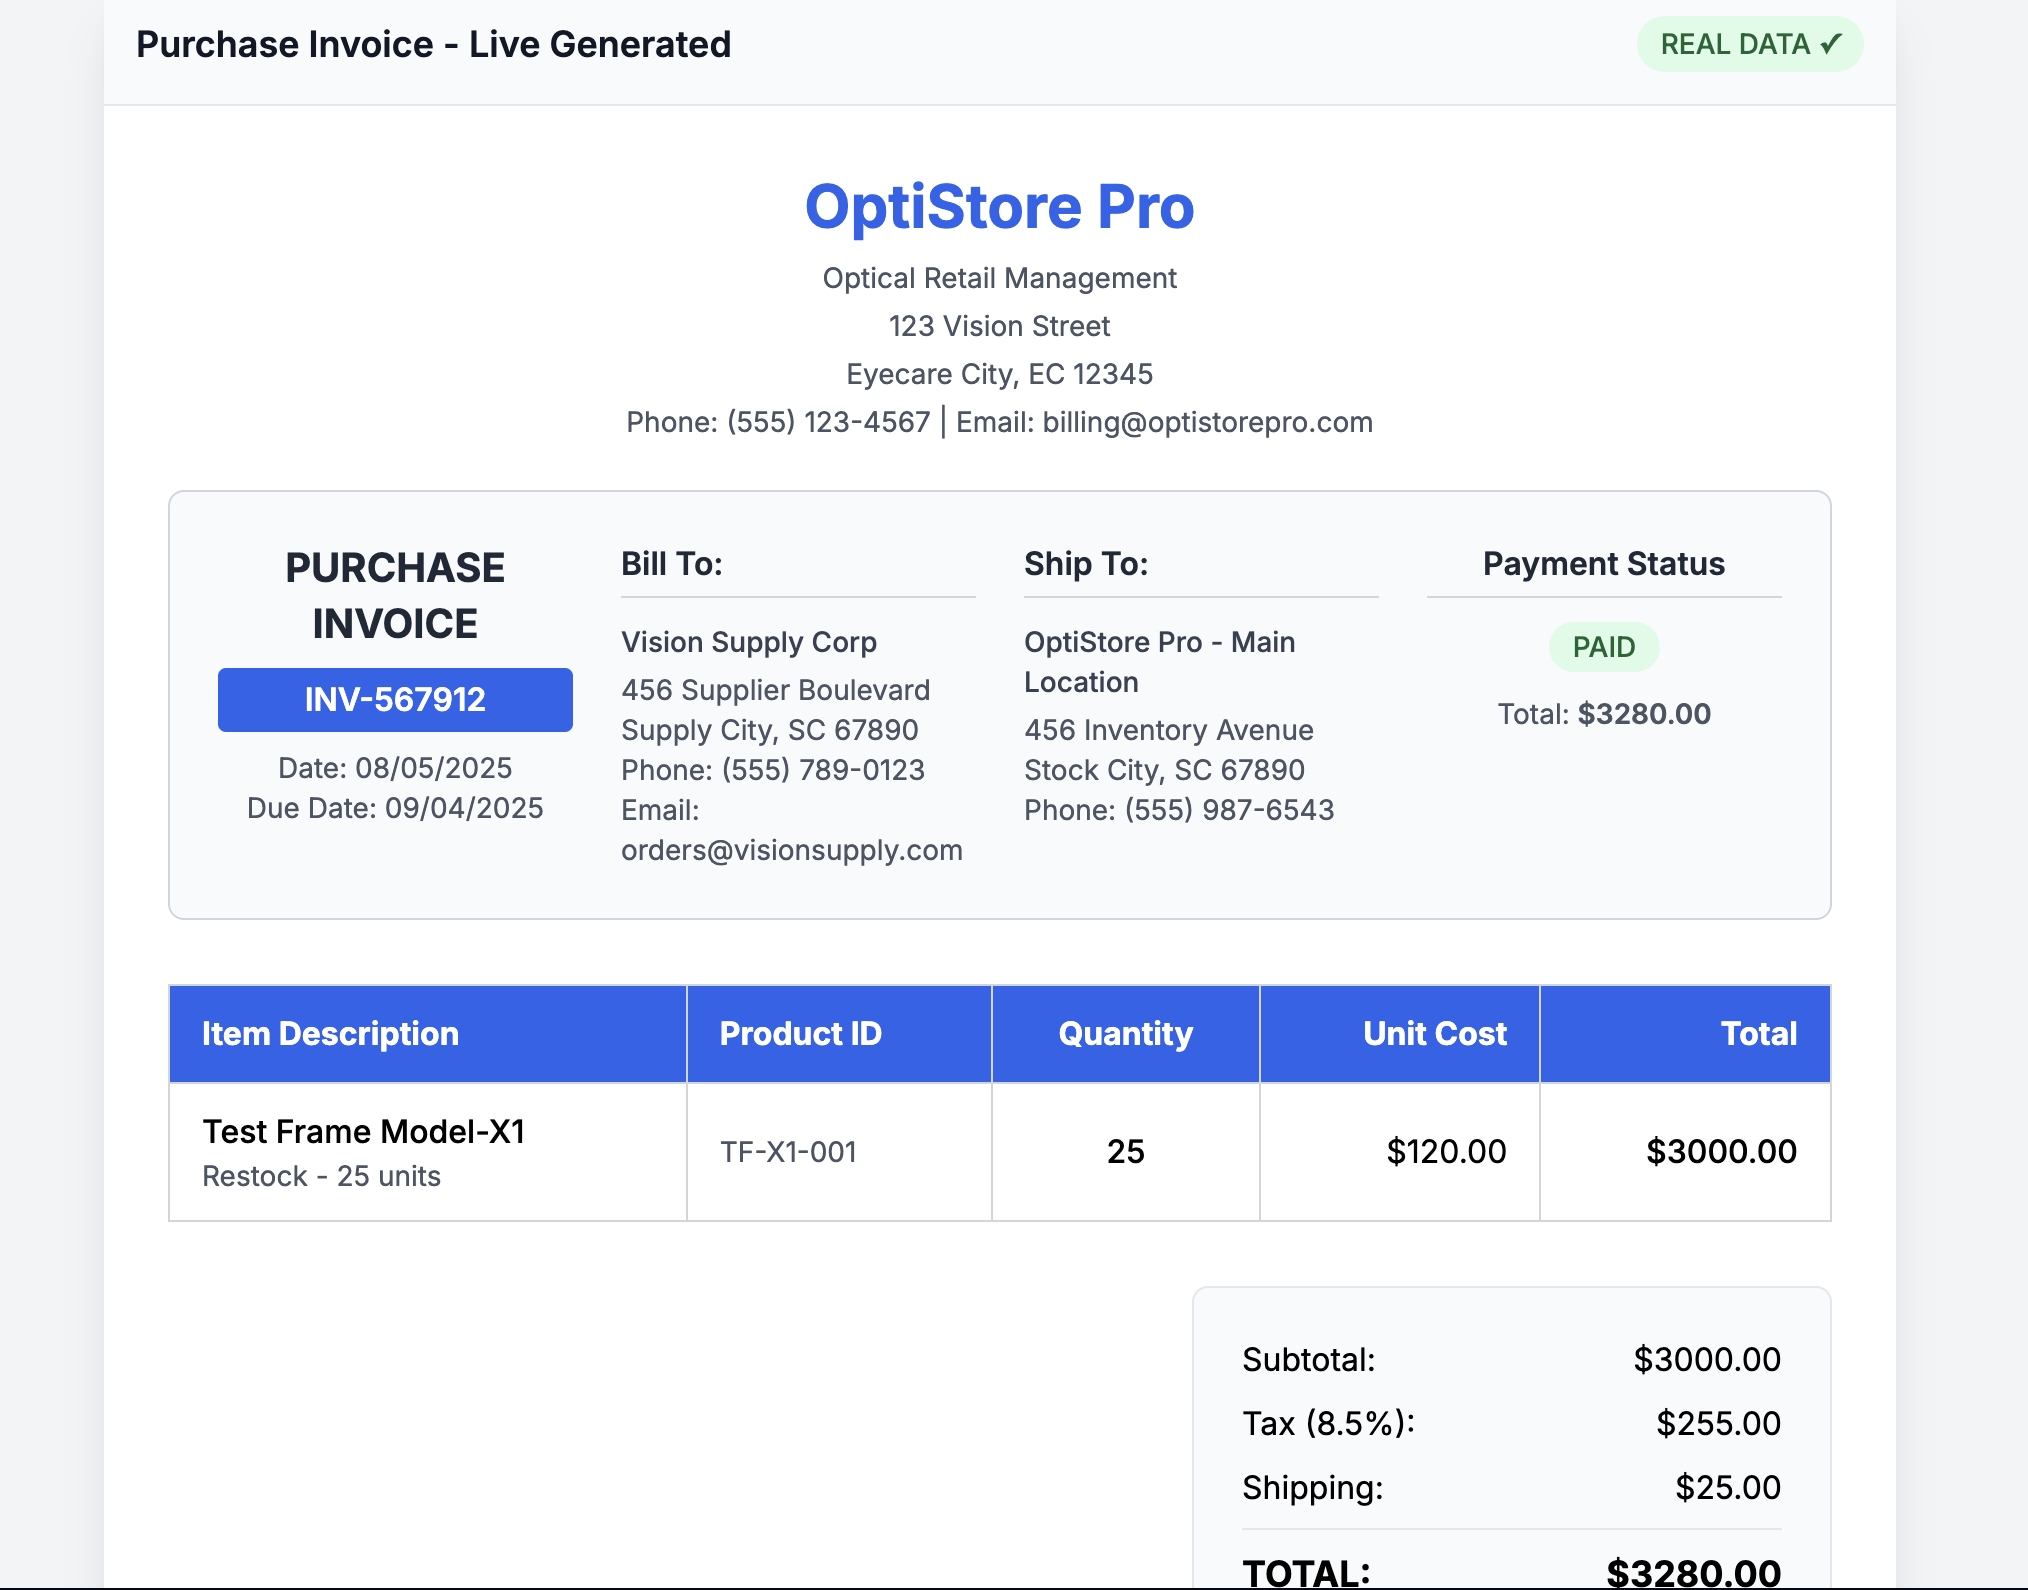 Purchase Invoice - Live Generated
REAL DATA ✓
OptiStore Pro
Optical Retail Management
123 Vision Street
Eyecare City, EC 12345
Phone: (555) 123-4567 | Email: billing@optistorepro.com
PURCHASE
INVOICE
INV-567912
Date: 08/05/2025
Due Date: 09/04/2025
Bill To:
Vision Supply Corp
456 Supplier Boulevard
Supply City, SC 67890
Phone: (555) 789-0123
Email:
orders@visionsupply.com
Ship To:
OptiStore Pro - Main
Location
456 Inventory Avenue
Stock City, SC 67890
Phone: (555) 987-6543
Payment Status
PAID
Total: $3280.00
Item Description Product ID Quantity Unit Cost Total
Test Frame Model-X1 TF-X1-001 25 $120.00 $3000.00
Restock - 25 units
Subtotal: $3000.00
Tax (8.5%): $255.00
Shipping: $25.00
TOTAL: $3280.00